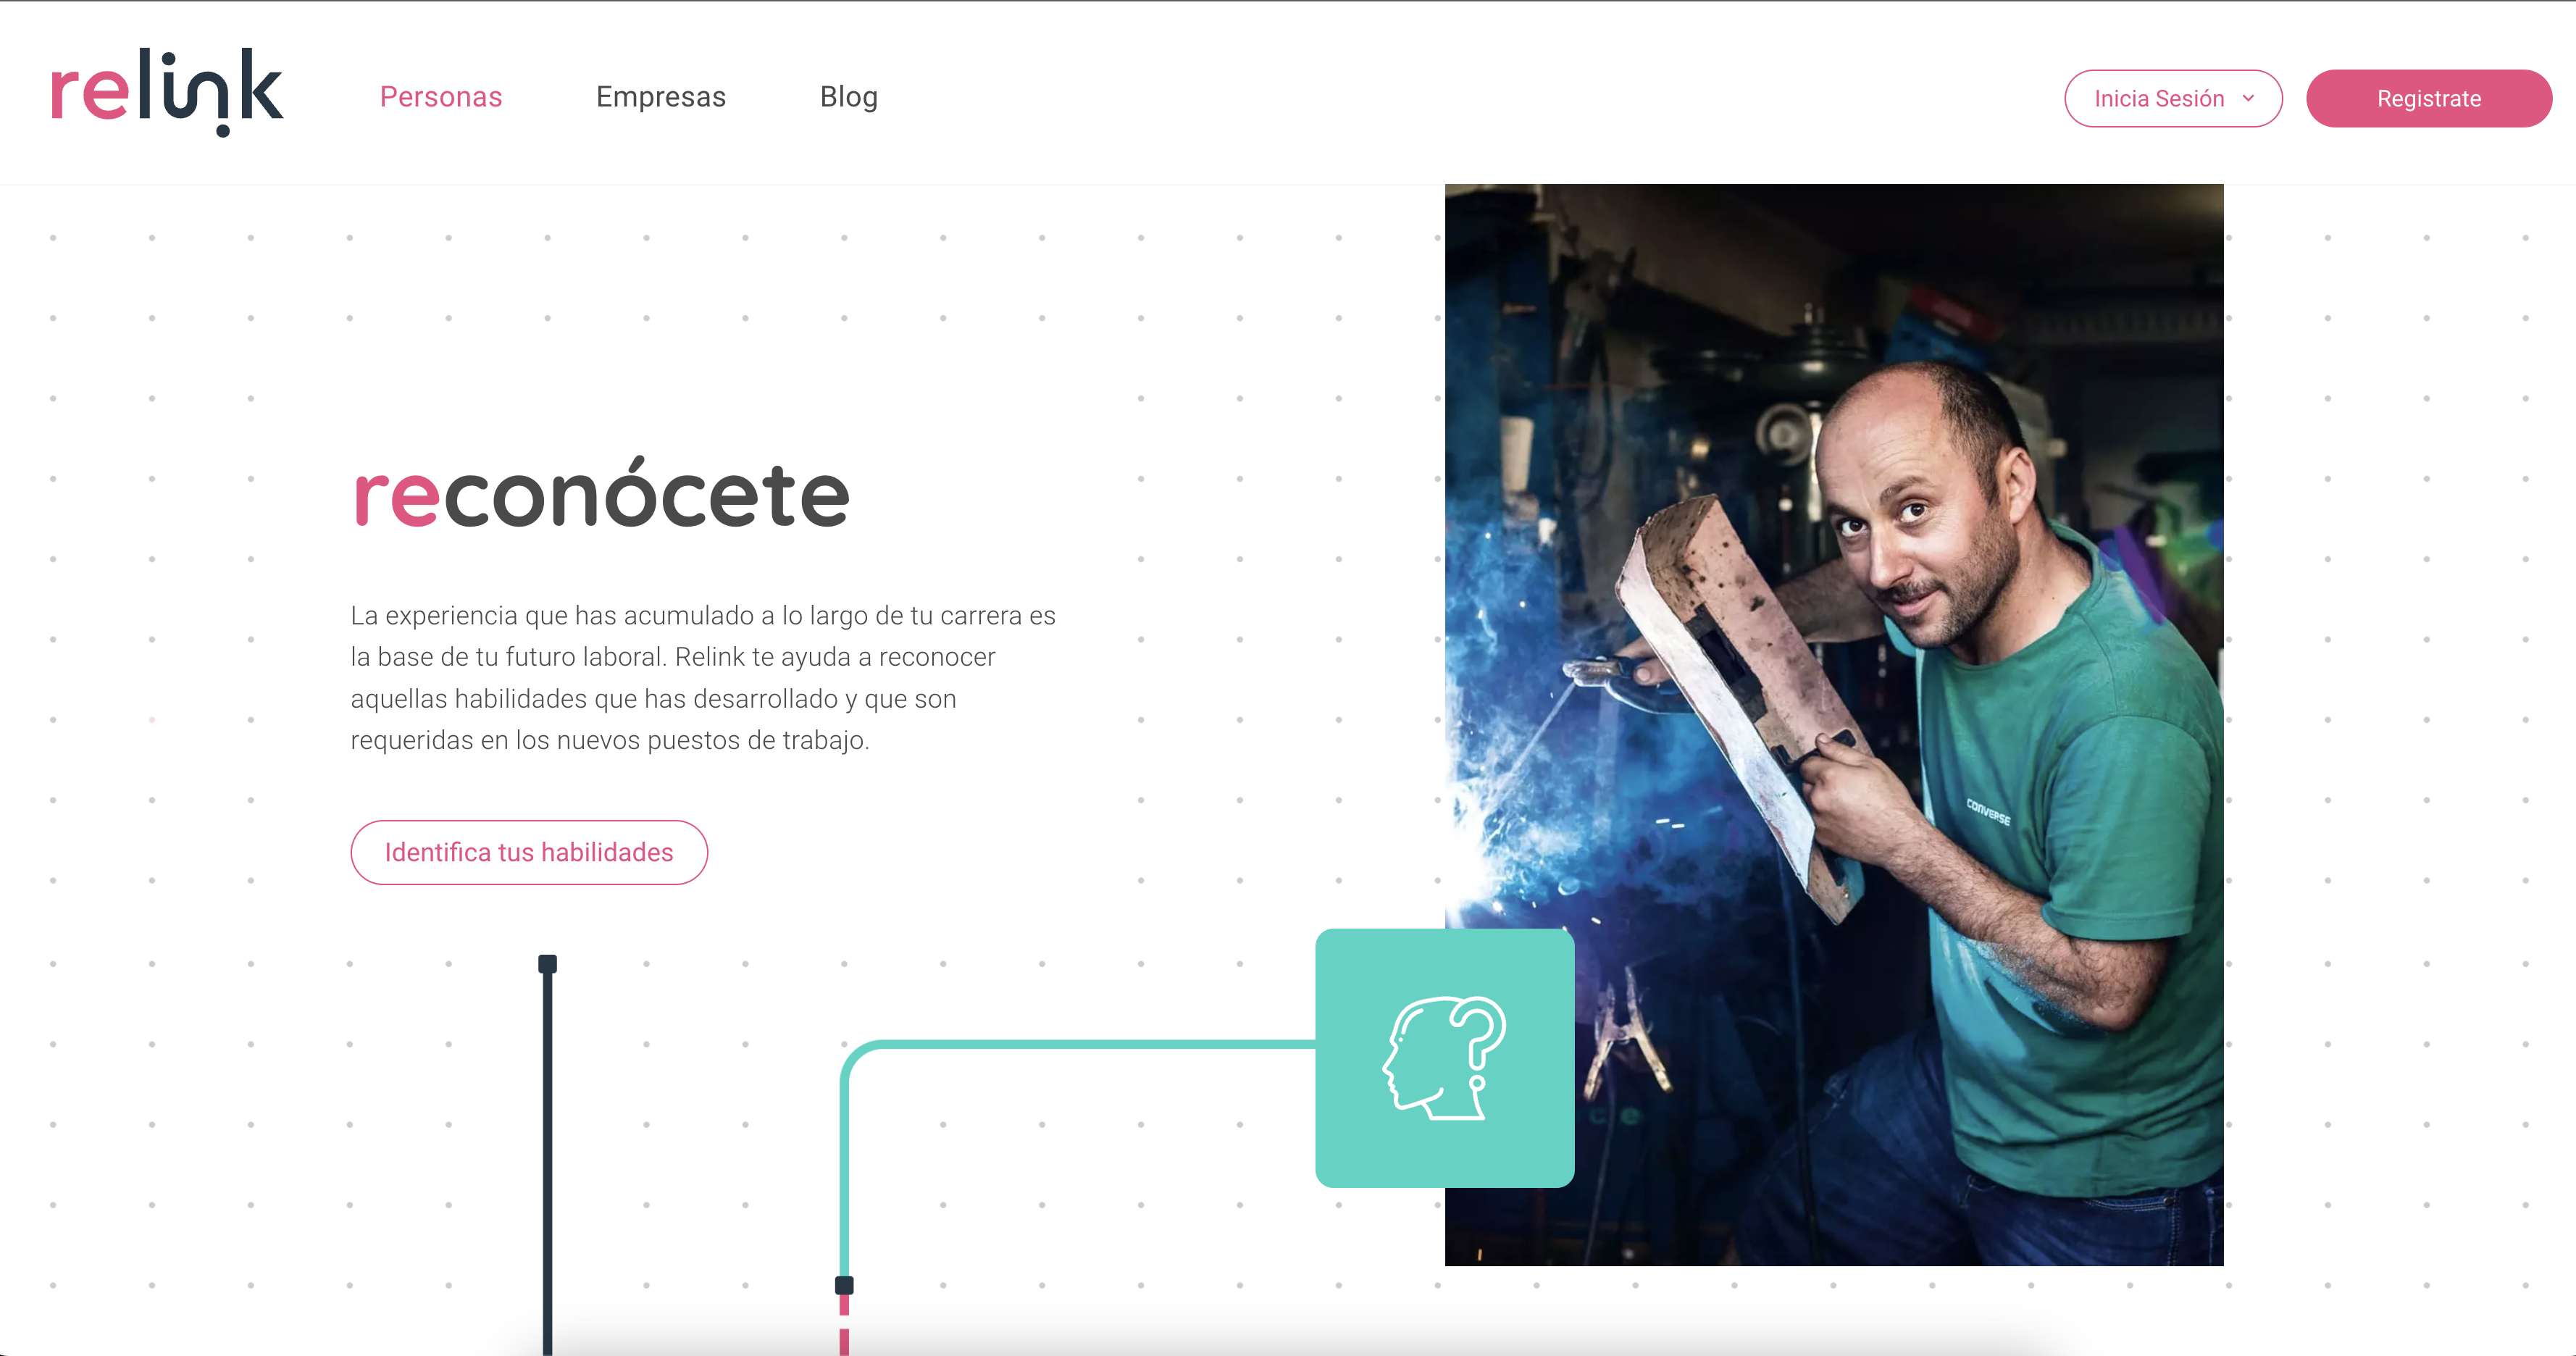 relink
Personas
Empresas
Blog
Inicia Sesión
Registrate
reconócete
La experiencia que has acumulado a lo largo de tu carrera es
la base de tu futuro laboral. Relink te ayuda a reconocer
aquellas habilidades que has desarrollado y que son
requeridas en los nuevos puestos de trabajo.
Identifica tus habilidades
CONVERSE